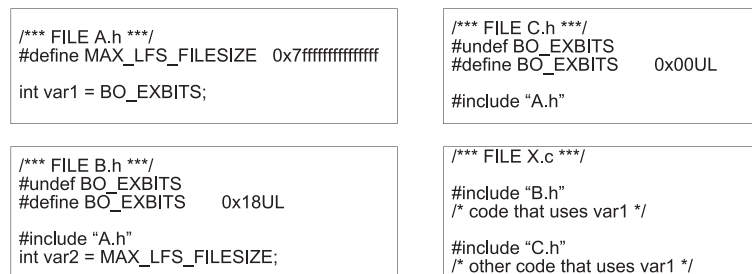 /*** FILE A.h ***/
#define MAX_LFS_FILESIZE 0x7fffffffffffffff
int var1 = BO_EXBITS;
/*** FILE B.h ***/
#undef BO_EXBITS
#define BO_EXBITS 0x18UL
#include “A.h”
int var2 = MAX_LFS_FILESIZE;
/*** FILE C.h ***/
#undef BO_EXBITS
#define BO_EXBITS 0x00UL
#include “A.h”
/*** FILE X.c ***/
#include “B.h”
/* code that uses var1 */
#include “C.h”
/* other code that uses var1 */